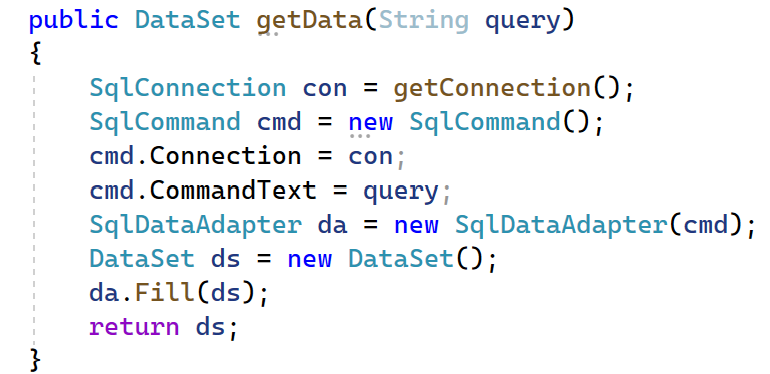 public DataSet getData(String query)
{
    SqlConnection con = getConnection();
    SqlCommand cmd = new SqlCommand();
    cmd.Connection = con;
    cmd.CommandText = query;
    SqlDataAdapter da = new SqlDataAdapter(cmd);
    DataSet ds = new DataSet();
    da.Fill(ds);
    return ds;
}